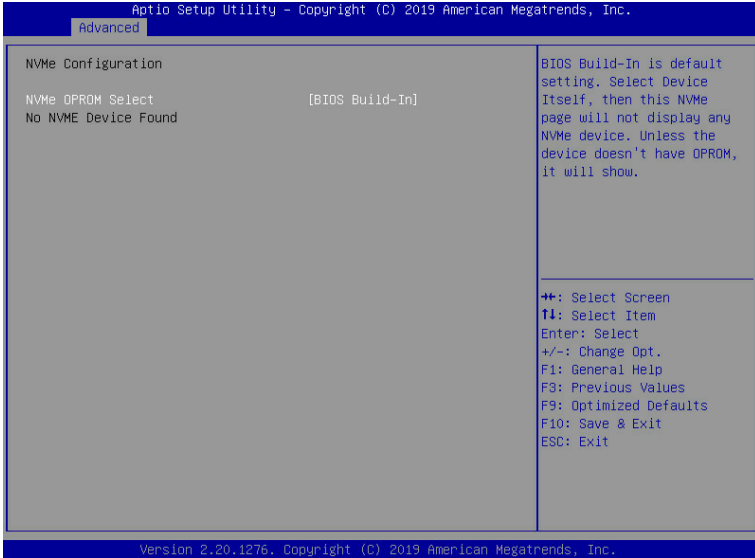 Aptio Setup Utility – Copyright (C) 2019 American Megatrends, Inc.
Advanced
NVMe Configuration
NVMe OPROM Select [BIOS Build-In]
No NVME Device Found
BIOS Build-In is default
setting. Select Device
Itself, then this NVMe
page will not display any
NVMe device. Unless the
device doesn't have OPROM,
it will show.
→←: Select Screen
↑↓: Select Item
Enter: Select
+/-: Change Opt.
F1: General Help
F3: Previous Values
F9: Optimized Defaults
F10: Save & Exit
ESC: Exit
Version 2.20.1276. Copyright (C) 2019 American Megatrends, Inc.